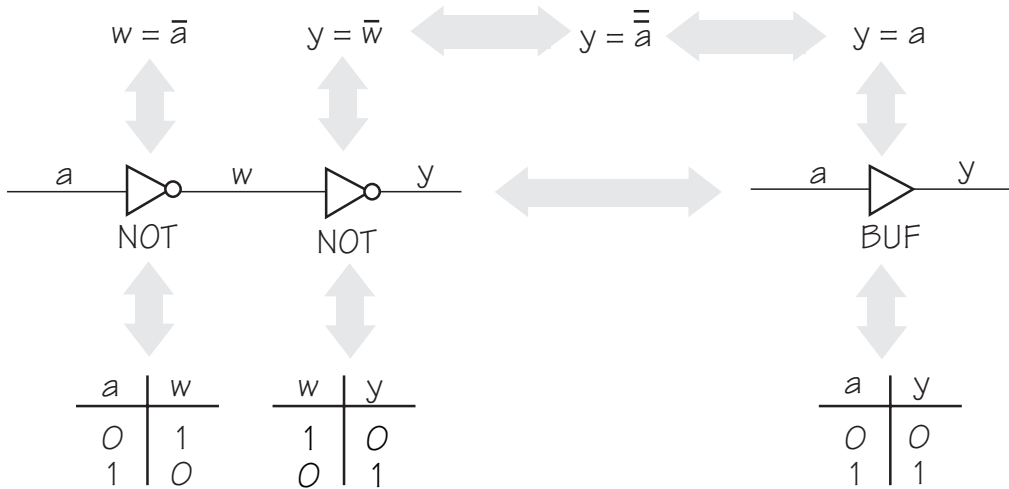 w = a̅ y = w̅ y = a̿ y = a
a w y a y
NOT NOT BUF
a w w y a y
0 1 1 0 0 0
1 0 0 1 1 1